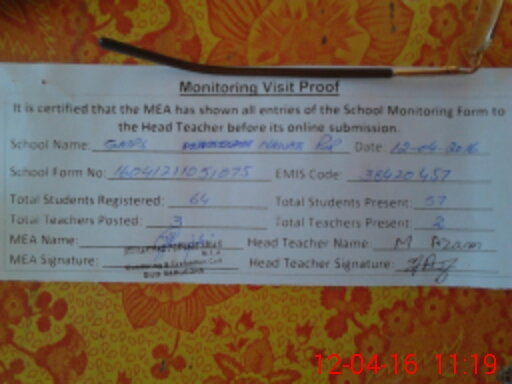 Monitoring Visit Proof
It is certified that the MEA has shown all entries of the School Monitoring Form to
the Head Teacher before its online submission.
School Name: GMPS Date: 12-04-2016
School Form No: 16041211051075 EMIS Code: 38420457
Total Students Registered: 64 Total Students Present: 57
Total Teachers Posted: 3 Total Teachers Present: 2
MEA Name: Head Teacher Name: M Azam
MEA Signature: Head Teacher Signature:
12-04-16 11:19